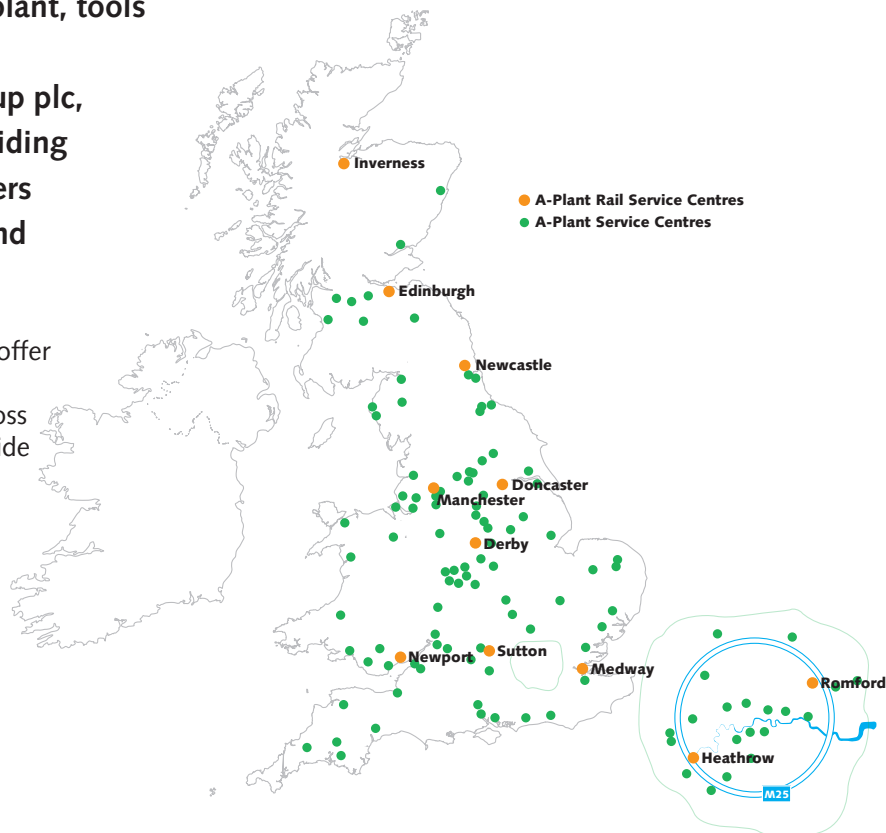 plant, tools
up plc,
iding
ers
nd
offer
oss
ide
Inverness
A-Plant Rail Service Centres
A-Plant Service Centres
Edinburgh
Newcastle
Doncaster
Manchester
Derby
Newport
Sutton
Medway
Romford
Heathrow
M25